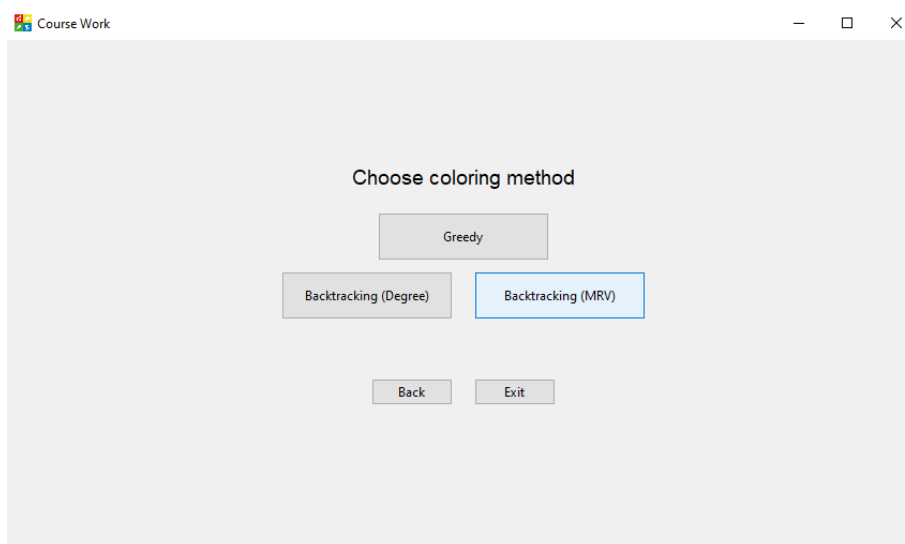 Course Work
Choose coloring method
Greedy
Backtracking (Degree) Backtracking (MRV)
Back Exit